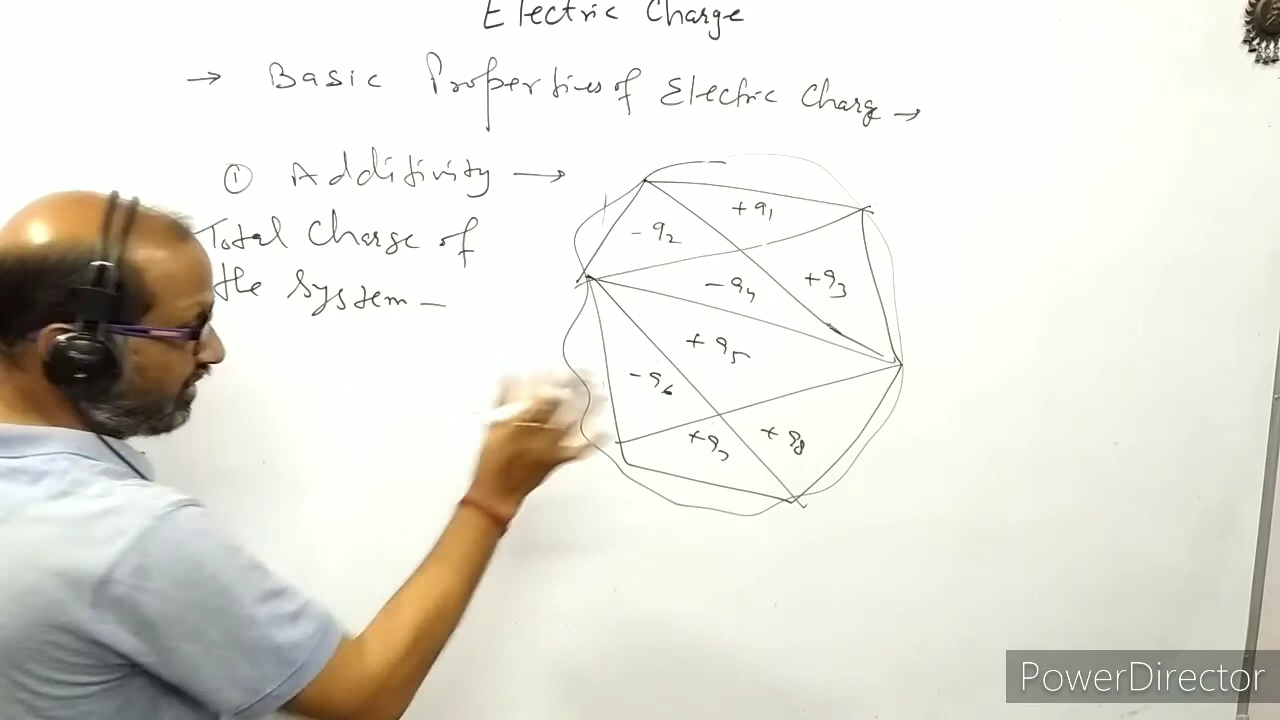 Electric Charge
→ Basic Properties of Electric Charge →
① Additivity →
Total Charge of
the System –
+q₁
-q₂
+q₃
-q₄
+q₅
-q₆
+q₇
+q₈
PowerDirector